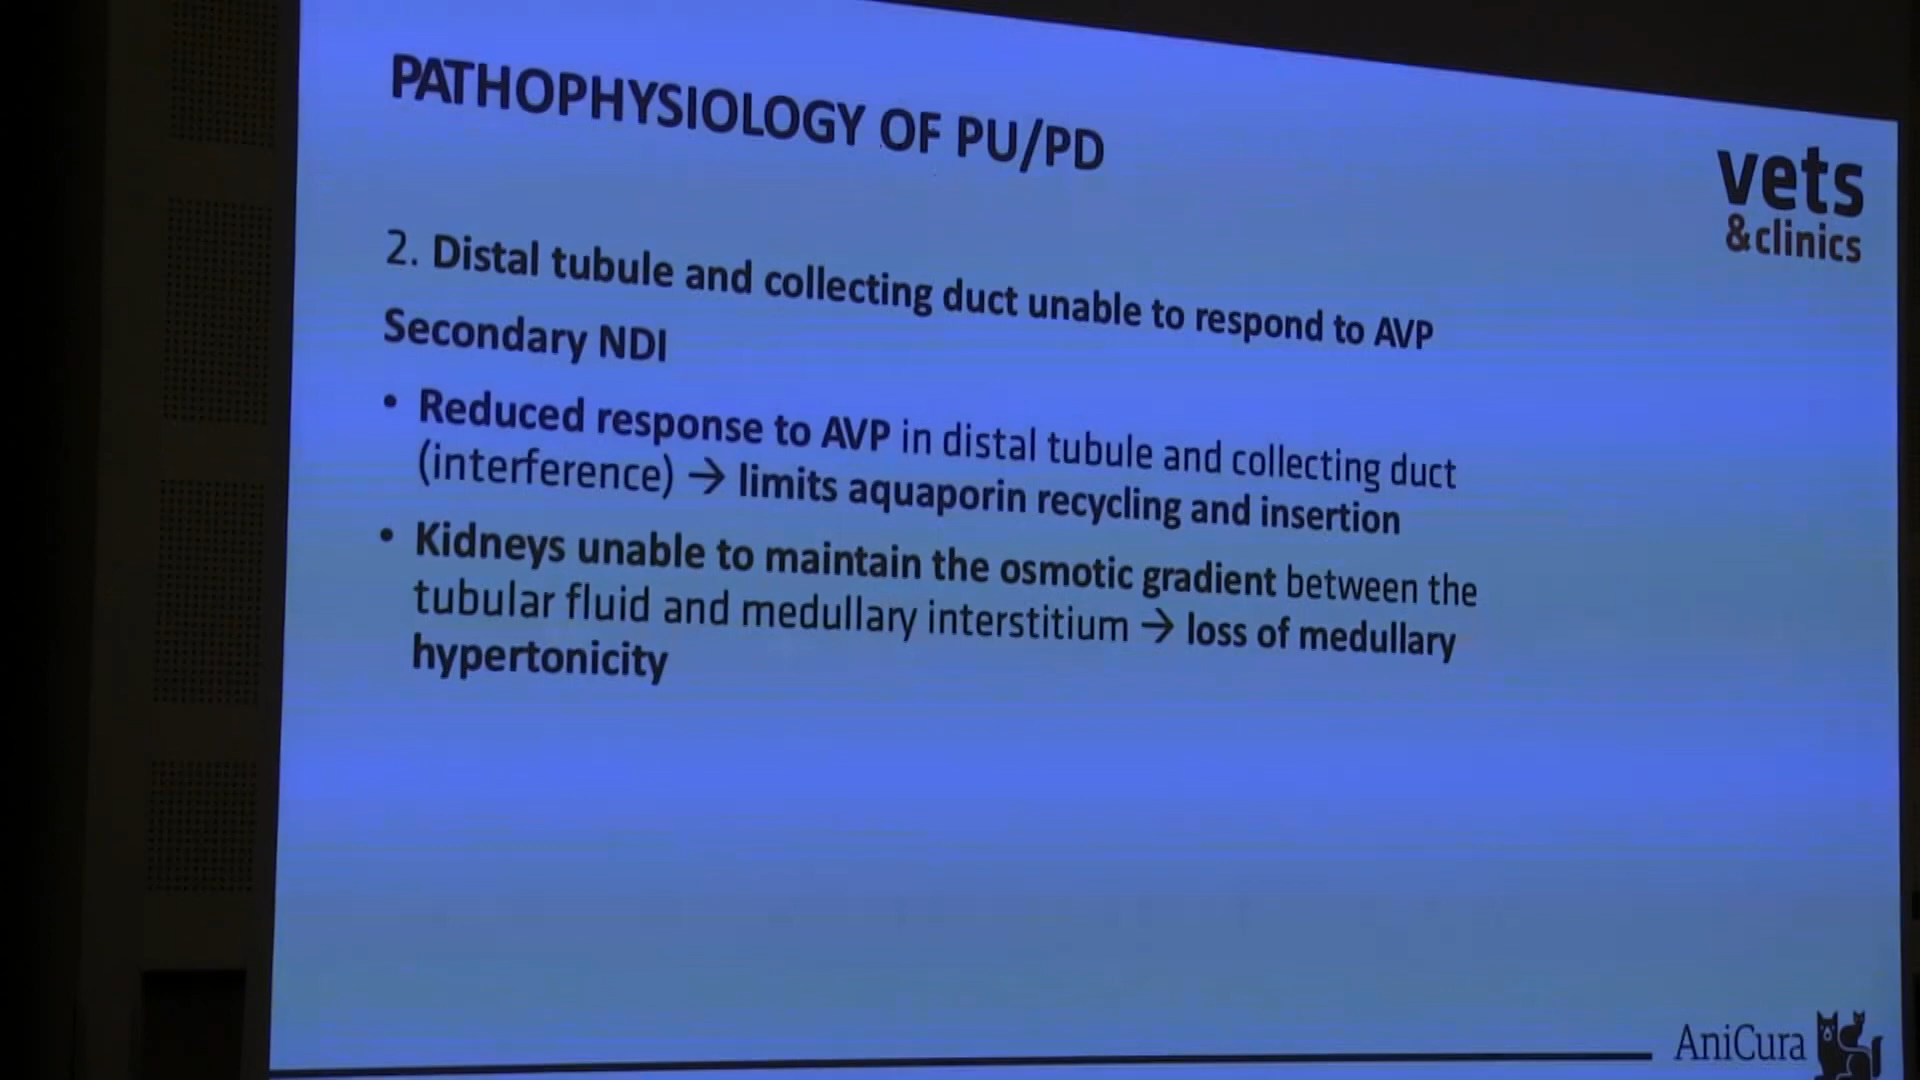 PATHOPHYSIOLOGY OF PU/PD
vets
&clinics
2. Distal tubule and collecting duct unable to respond to AVP
Secondary NDI
• Reduced response to AVP in distal tubule and collecting duct
(interference) → limits aquaporin recycling and insertion
• Kidneys unable to maintain the osmotic gradient between the
tubular fluid and medullary interstitium → loss of medullary
hypertonicity
AniCura